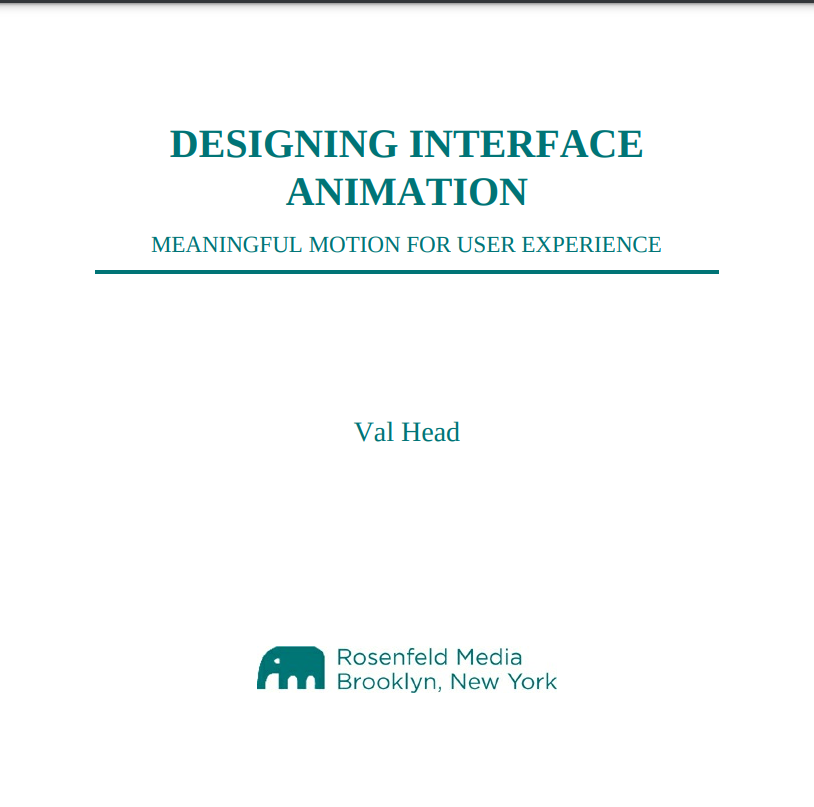 DESIGNING INTERFACE
ANIMATION
MEANINGFUL MOTION FOR USER EXPERIENCE
Val Head
Rosenfeld Media
Brooklyn, New York